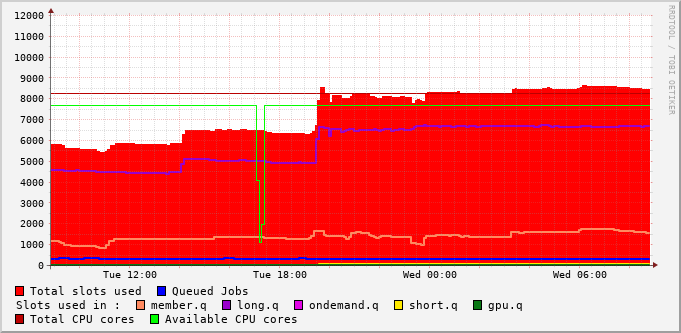 12000
11000
10000
9000
8000
7000
6000
5000
4000
3000
2000
1000
0
Tue 12:00 Tue 18:00 Wed 00:00 Wed 06:00
RRDTOOL / TOBI OETIKER
Total slots used Queued Jobs
Slots used in : member.q long.q ondemand.q short.q gpu.q
Total CPU cores Available CPU cores